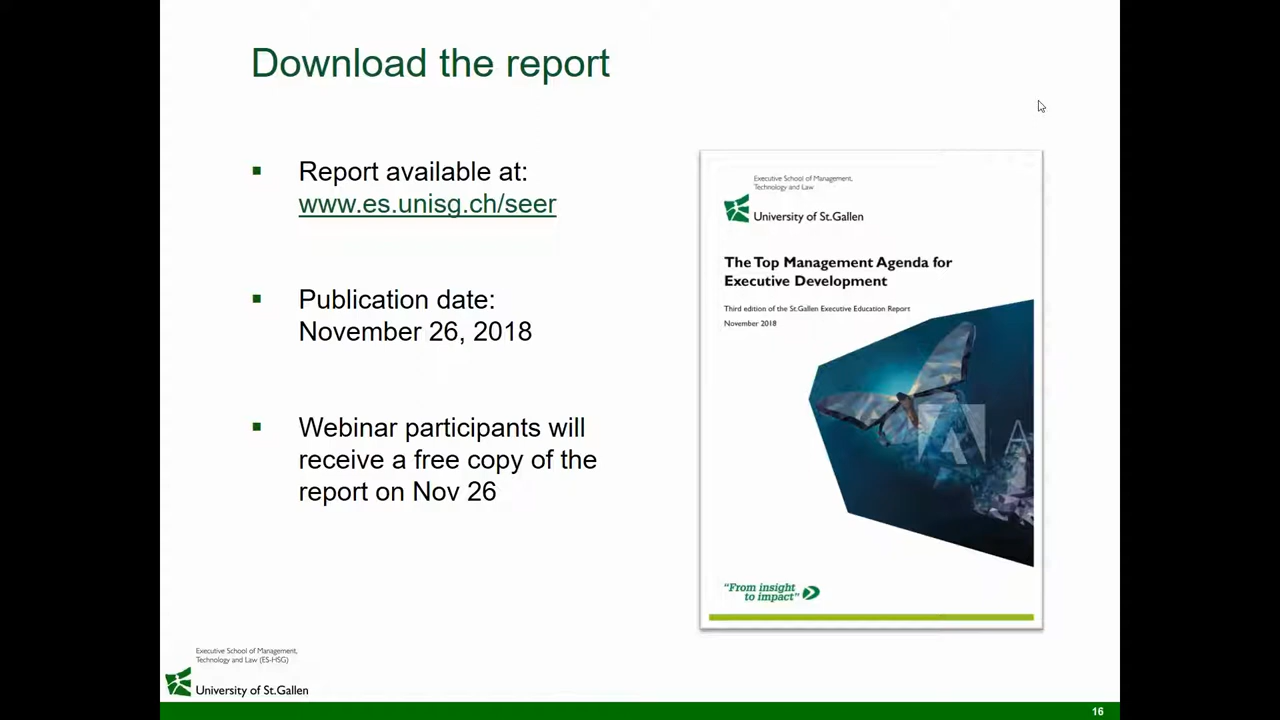 Download the report
▪ Report available at:
www.es.unisg.ch/seer
▪ Publication date:
November 26, 2018
▪ Webinar participants will
receive a free copy of the
report on Nov 26
Executive School of Management,
Technology and Law
University of St.Gallen
The Top Management Agenda for
Executive Development
Third edition of the St.Gallen Executive Education Report
November 2018
A
"From insight
to impact"
Executive School of Management,
Technology and Law (ES-HSG)
University of St.Gallen
16